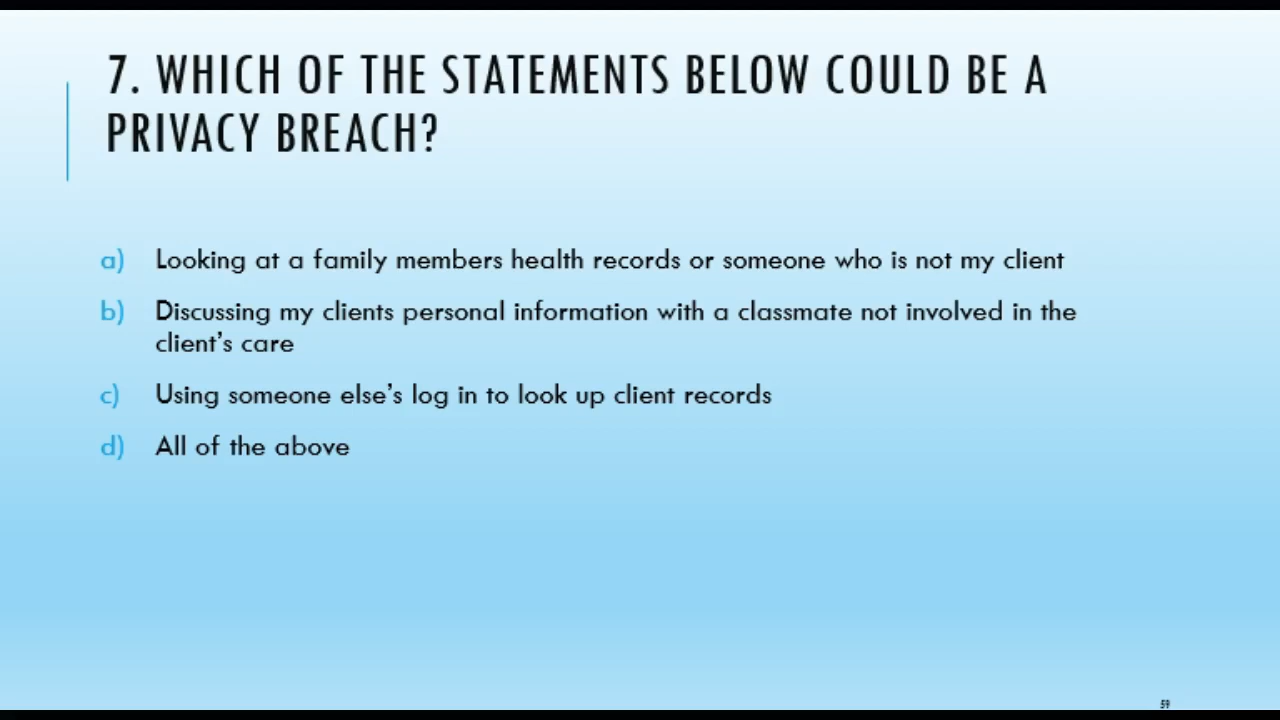 7. WHICH OF THE STATEMENTS BELOW COULD BE A
PRIVACY BREACH?
a) Looking at a family members health records or someone who is not my client
b) Discussing my clients personal information with a classmate not involved in the
client's care
c) Using someone else's log in to look up client records
d) All of the above
59